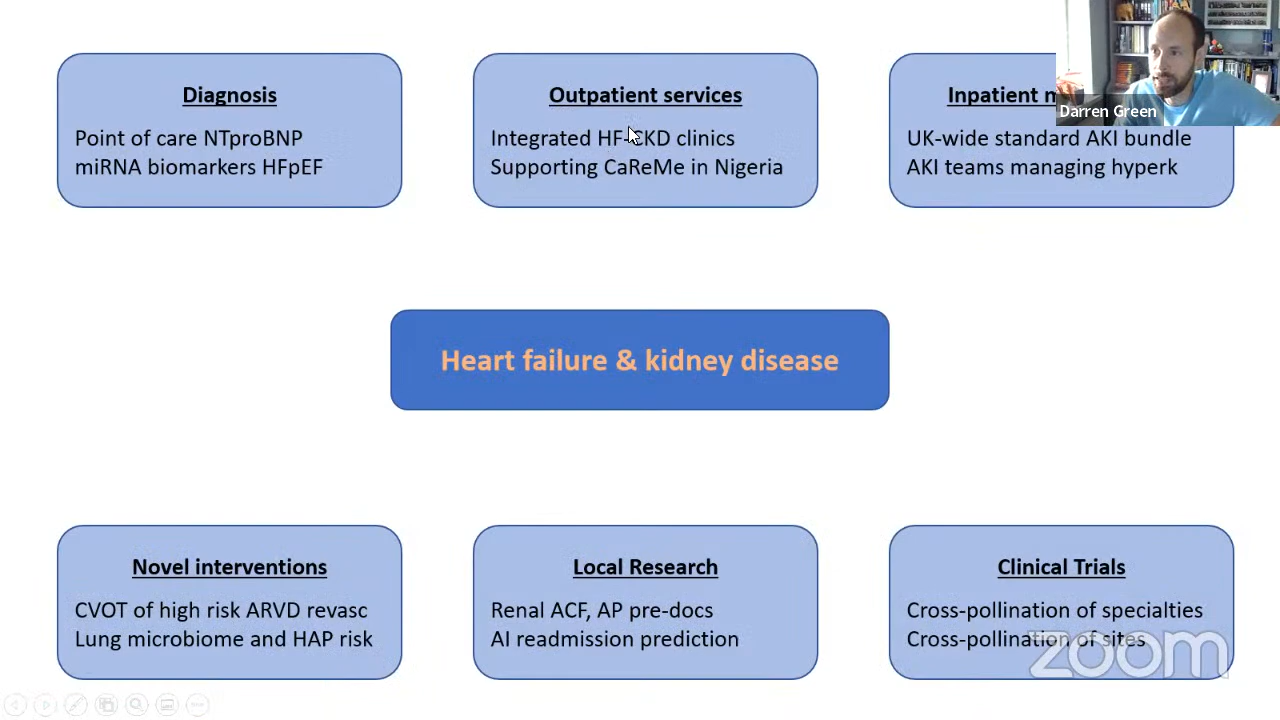 Diagnosis
Point of care NTproBNP
miRNA biomarkers HFpEF
Outpatient services
Integrated HF-CKD clinics
Supporting CaReMe in Nigeria
Inpatient
UK-wide standard AKI bundle
AKI teams managing hyperk
Darren Green
Heart failure & kidney disease
Novel interventions
CVOT of high risk ARVD revasc
Lung microbiome and HAP risk
Local Research
Renal ACF, AP pre-docs
AI readmission prediction
Clinical Trials
Cross-pollination of specialties
Cross-pollination of sites
zoom